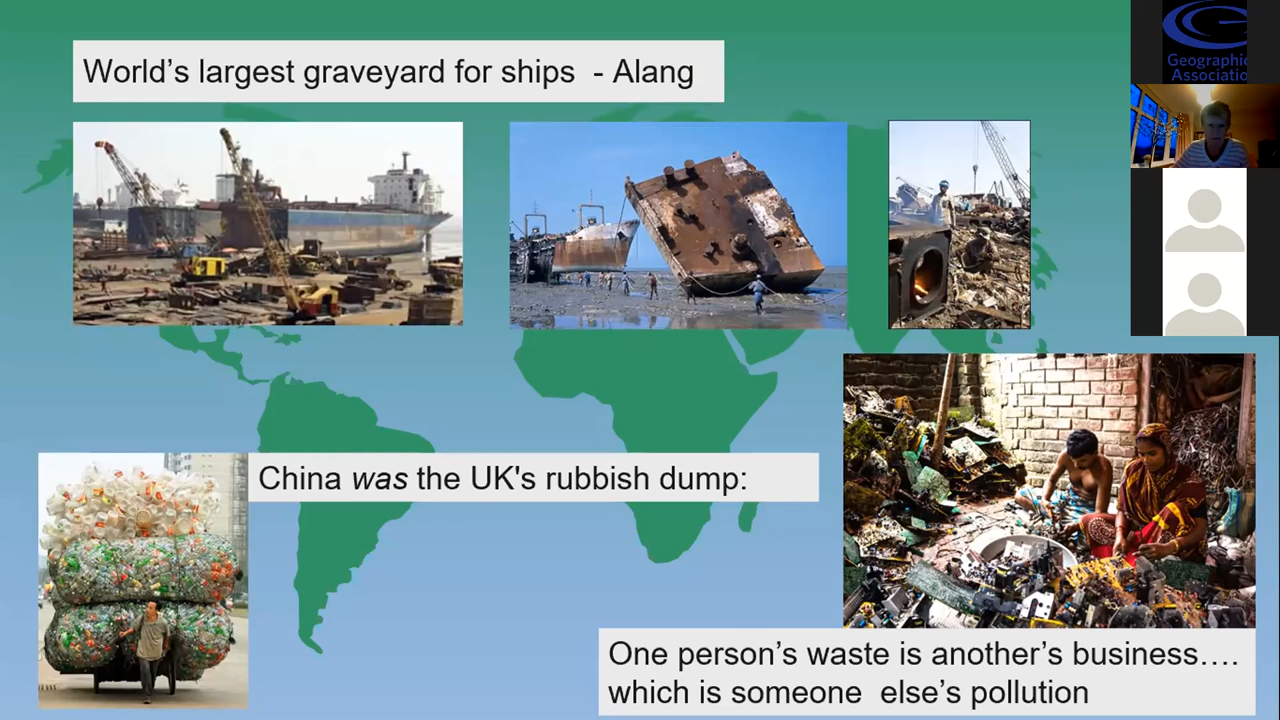 World’s largest graveyard for ships - Alang
Geographic
Associatio
China was the UK's rubbish dump:
One person’s waste is another’s business….
which is someone else’s pollution